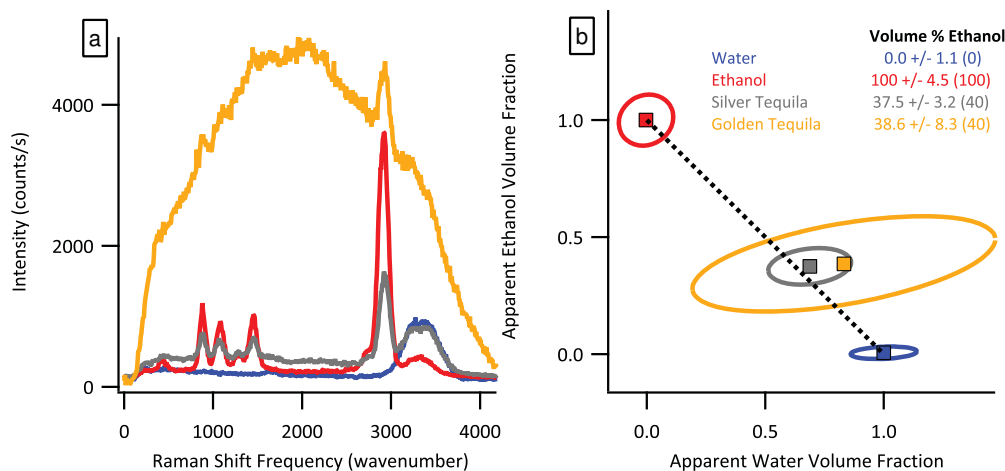 a
Intensity (counts/s)
4000
2000
0
0 1000 2000 3000 4000
Raman Shift Frequency (wavenumber)
b
Volume % Ethanol
Water 0.0 +/- 1.1 (0)
Ethanol 100 +/- 4.5 (100)
Silver Tequila 37.5 +/- 3.2 (40)
Golden Tequila 38.6 +/- 8.3 (40)
Apparent Ethanol Volume Fraction
1.0
0.5
0.0
0.0 0.5 1.0
Apparent Water Volume Fraction